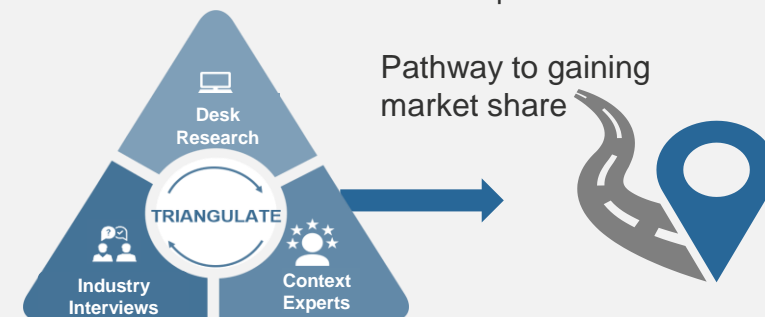 Pathway to gaining
market share
Desk
Research
TRIANGULATE
Industry
Interviews
Context
Experts